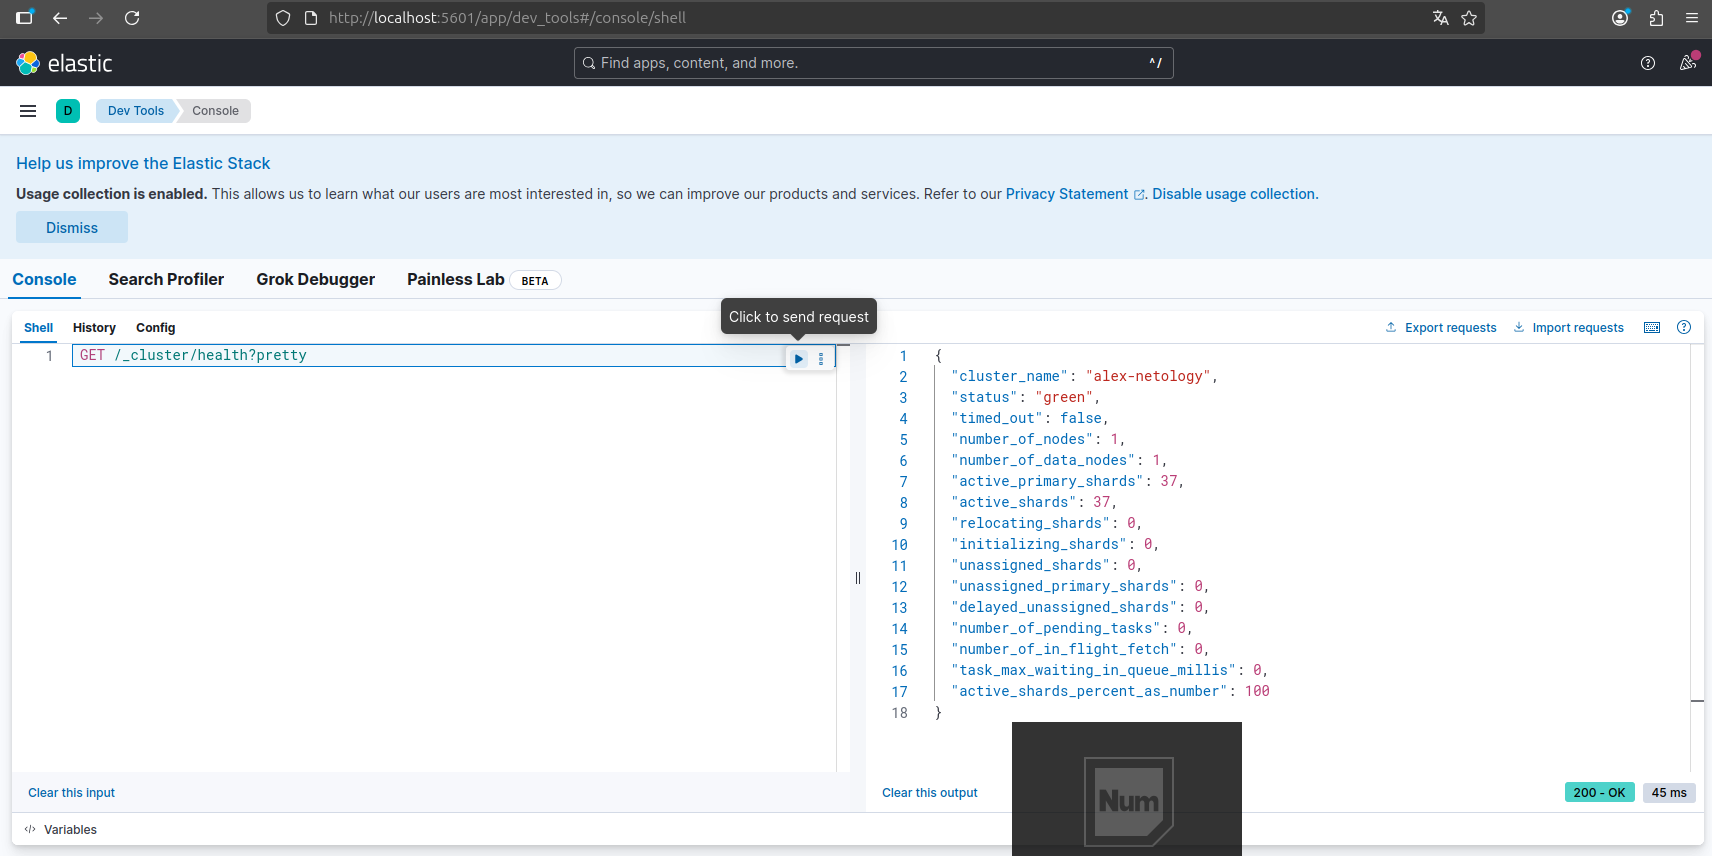 http://localhost:5601/app/dev_tools#/console/shell
elastic
Find apps, content, and more.
^/
D
Dev Tools
Console
Help us improve the Elastic Stack
Usage collection is enabled. This allows us to learn what our users are most interested in, so we can improve our products and services. Refer to our Privacy Statement. Disable usage collection.
Dismiss
Console
Search Profiler
Grok Debugger
Painless Lab
BETA
Click to send request
Shell
History
Config
Export requests
Import requests
1
GET /_cluster/health?pretty
1 {
2 "cluster_name": "alex-netology",
3 "status": "green",
4 "timed_out": false,
5 "number_of_nodes": 1,
6 "number_of_data_nodes": 1,
7 "active_primary_shards": 37,
8 "active_shards": 37,
9 "relocating_shards": 0,
10 "initializing_shards": 0,
11 "unassigned_shards": 0,
12 "unassigned_primary_shards": 0,
13 "delayed_unassigned_shards": 0,
14 "number_of_pending_tasks": 0,
15 "number_of_in_flight_fetch": 0,
16 "task_max_waiting_in_queue_millis": 0,
17 "active_shards_percent_as_number": 100
18 }
Num
Clear this input
Clear this output
200 - OK
45 ms
</> Variables